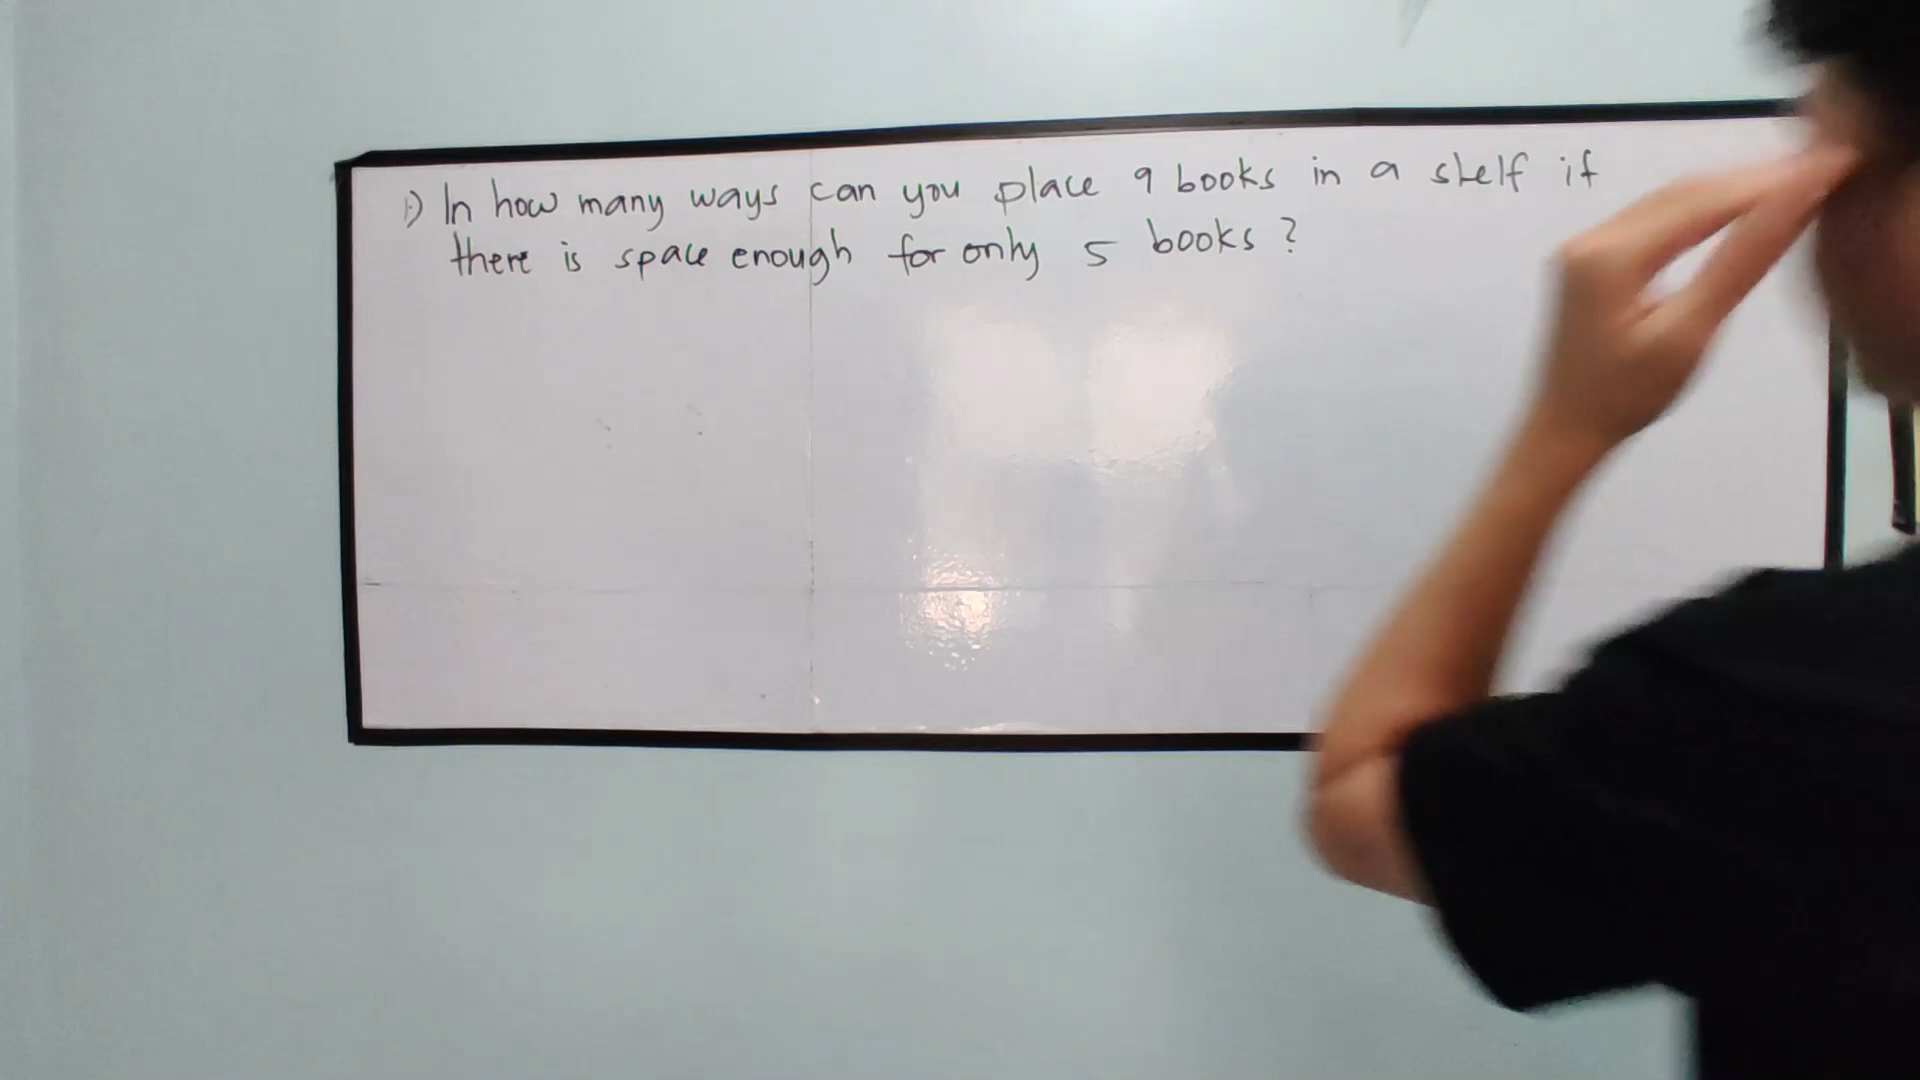 1.) In how many ways can you place 9 books in a shelf if
there is space enough for only 5 books?